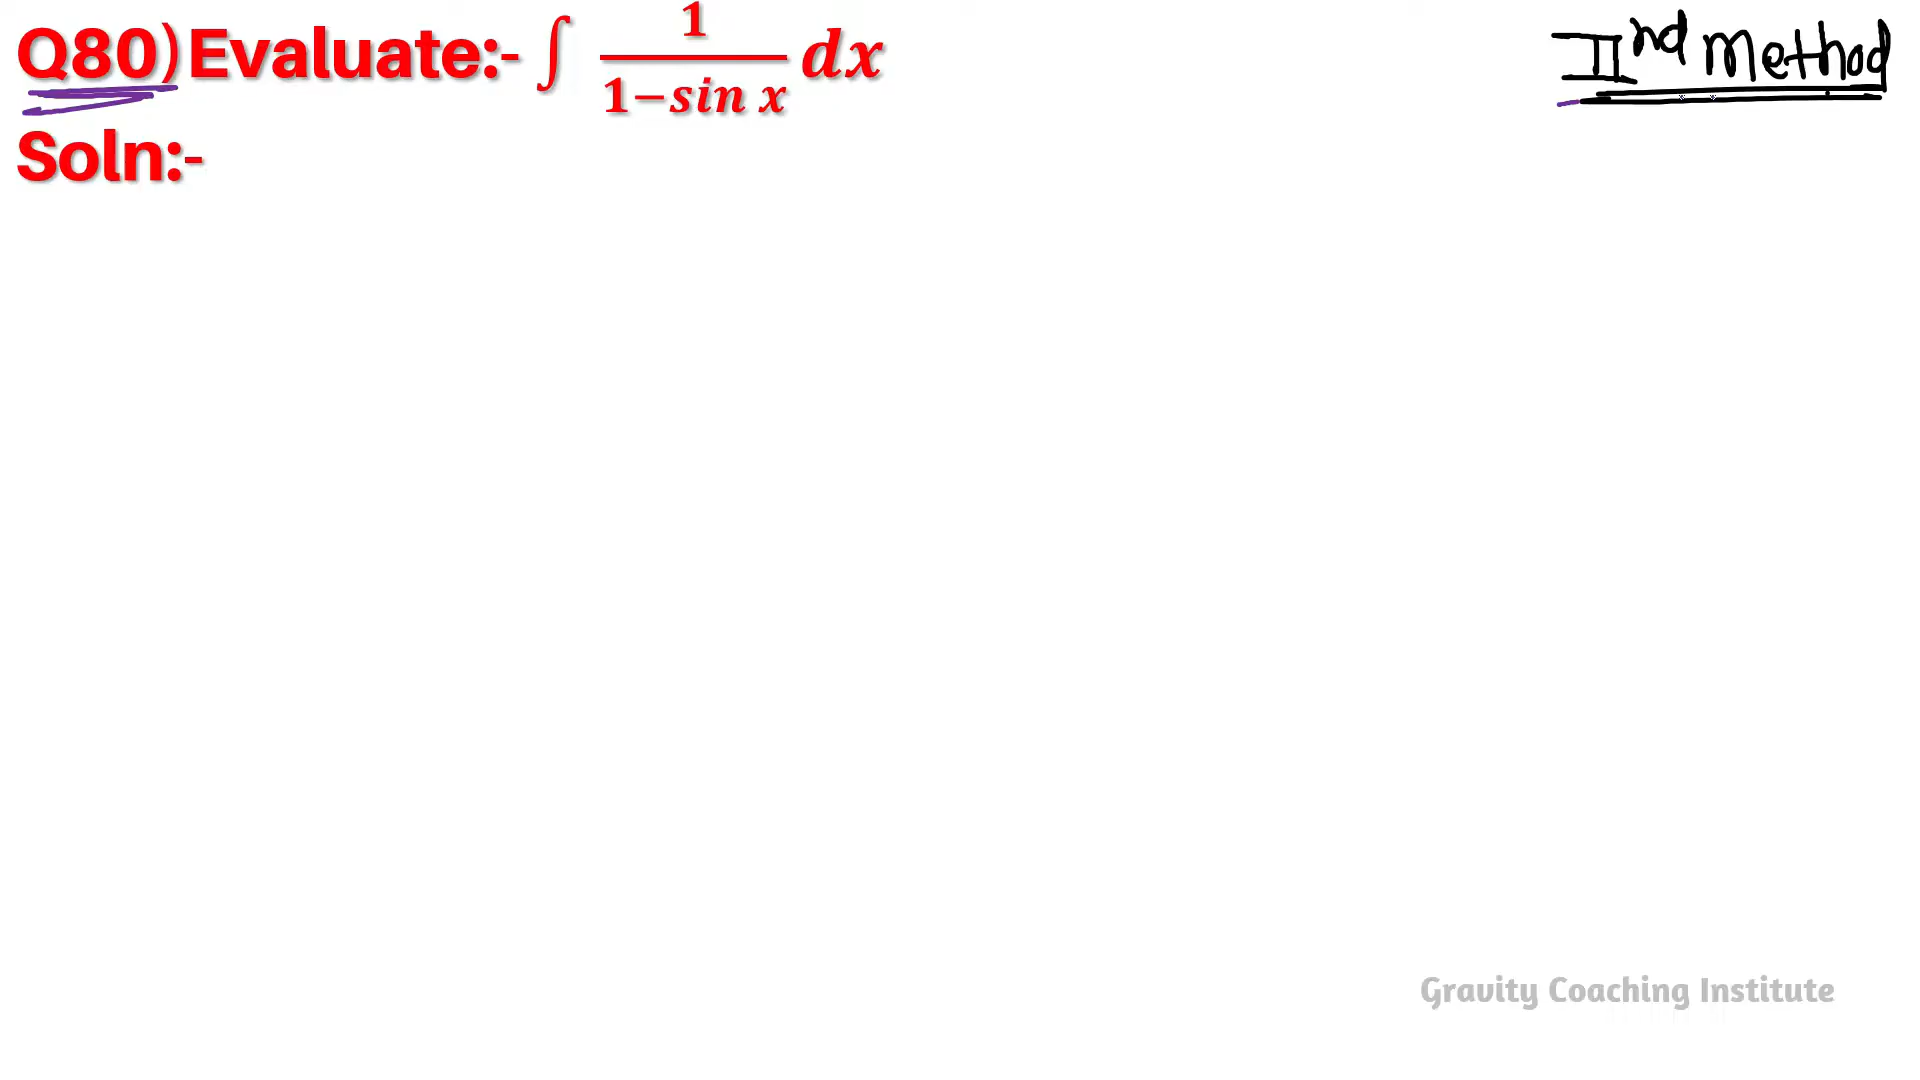 Q80) Evaluate:- ∫ 1/(1−sin x) dx
IInd Method
Soln:-
Gravity Coaching Institute